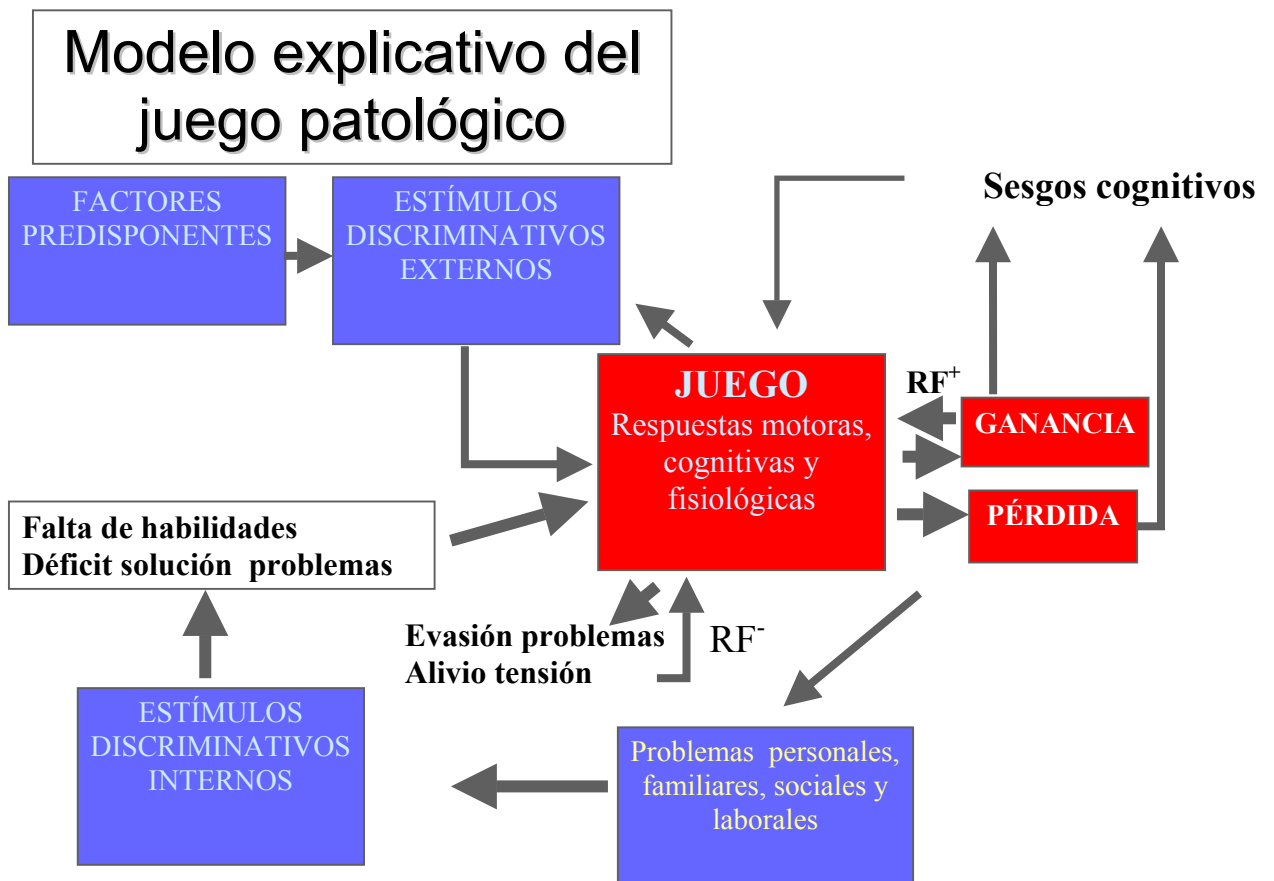 Modelo explicativo del
juego patológico
FACTORES
PREDISPONENTES
ESTÍMULOS
DISCRIMINATIVOS
EXTERNOS
Sesgos cognitivos
JUEGO
Respuestas motoras,
cognitivas y
fisiológicas
RF⁺
GANANCIA
PÉRDIDA
Falta de habilidades
Déficit solución problemas
Evasión problemas
Alivio tensión
RF⁻
ESTÍMULOS
DISCRIMINATIVOS
INTERNOS
Problemas personales,
familiares, sociales y
laborales